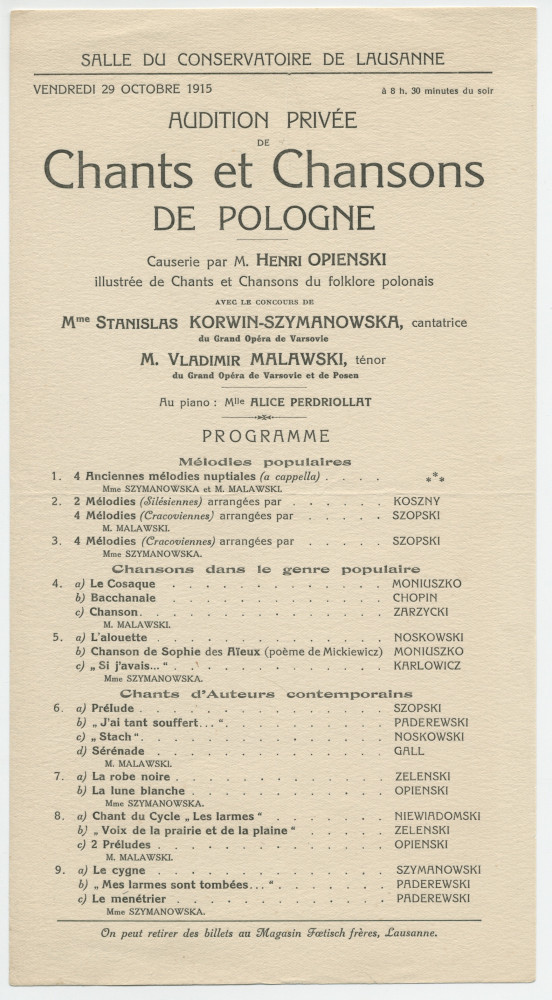 SALLE DU CONSERVATOIRE DE LAUSANNE
VENDREDI 29 OCTOBRE 1915 à 8 h. 30 minutes du soir
AUDITION PRIVÉE
DE
Chants et Chansons
DE POLOGNE
Causerie par M. HENRI OPIENSKI
illustrée de Chants et Chansons du folklore polonais
AVEC LE CONCOURS DE
Mme STANISLAS KORWIN-SZYMANOWSKA, cantatrice
du Grand Opéra de Varsovie
M. VLADIMIR MALAWSKI, ténor
du Grand Opéra de Varsovie et de Posen
Au piano : Mlle ALICE PERDRIOLLAT
PROGRAMME
Mélodies populaires
1. 4 Anciennes mélodies nuptiales (a cappella) . . . . ***
Mme SZYMANOWSKA et M. MALAWSKI.
2. 2 Mélodies (Silésiennes) arrangées par . . . . . . KOSZNY
4 Mélodies (Cracoviennes) arrangées par . . . . . SZOPSKI
M. MALAWSKI.
3. 4 Mélodies (Cracoviennes) arrangées par . . . . . SZOPSKI
Mme SZYMANOWSKA.
Chansons dans le genre populaire
4. a) Le Cosaque . . . . . . . . . . . . MONIUSZKO
b) Bacchanale . . . . . . . . . . . . CHOPIN
c) Chanson . . . . . . . . . . . . . ZARZYCKI
M. MALAWSKI.
5. a) L'alouette . . . . . . . . . . . . NOSKOWSKI
b) Chanson de Sophie des Aïeux (poème de Mickiewicz) MONIUSZKO
c) „Si j'avais..." . . . . . . . . . . . KARLOWICZ
Mme SZYMANOWSKA.
Chants d'Auteurs contemporains
6. a) Prélude . . . . . . . . . . . . . SZOPSKI
b) „J'ai tant souffert..." . . . . . . . . . PADEREWSKI
c) „Stach" . . . . . . . . . . . . . NOSKOWSKI
d) Sérénade . . . . . . . . . . . . GALL
M. MALAWSKI.
7. a) La robe noire . . . . . . . . . . . ZELENSKI
b) La lune blanche . . . . . . . . . . OPIENSKI
Mme SZYMANOWSKA.
8. a) Chant du Cycle „Les larmes" . . . . . . . NIEWIADOMSKI
b) „Voix de la prairie et de la plaine" . . . . . ZELENSKI
c) 2 Préludes . . . . . . . . . . . . OPIENSKI
M. MALAWSKI.
9. a) Le cygne . . . . . . . . . . . . SZYMANOWSKI
b) „Mes larmes sont tombées..." . . . . . . PADEREWSKI
c) Le menétrier . . . . . . . . . . . PADEREWSKI
Mme SZYMANOWSKA.
On peut retirer des billets au Magasin Fœtisch frères, Lausanne.